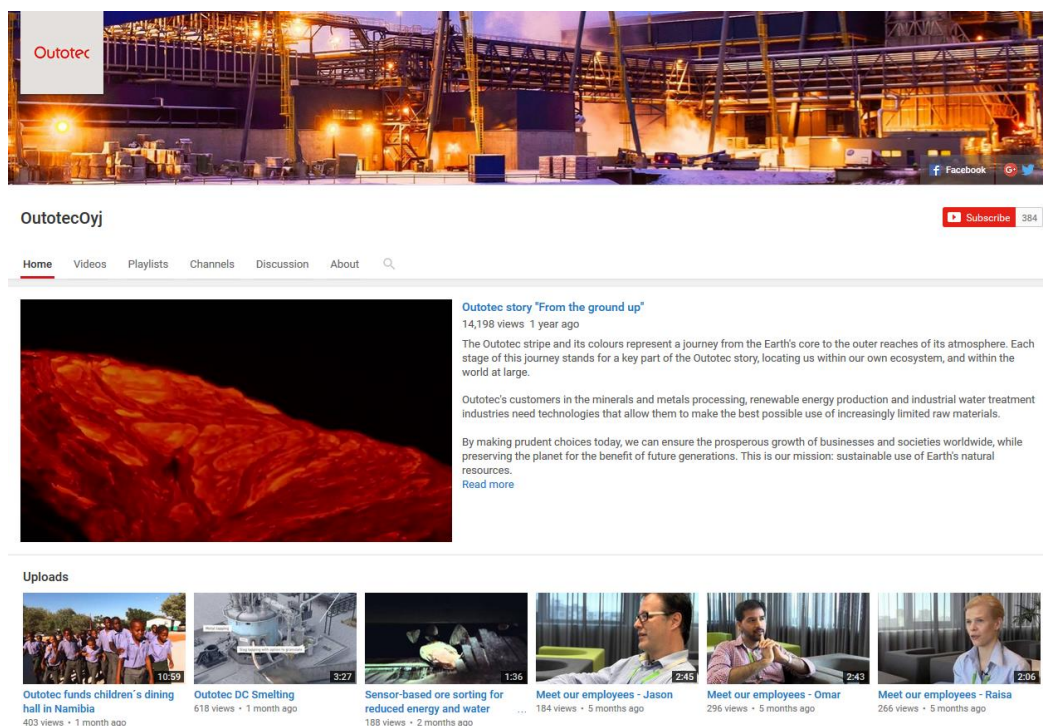 Outotec
Facebook
OutotecOyj
Subscribe 384
Home Videos Playlists Channels Discussion About
Outotec story "From the ground up"
14,198 views 1 year ago
The Outotec stripe and its colours represent a journey from the Earth's core to the outer reaches of its atmosphere. Each
stage of this journey stands for a key part of the Outotec story, locating us within our own ecosystem, and within the
world at large.
Outotec's customers in the minerals and metals processing, renewable energy production and industrial water treatment
industries need technologies that allow them to make the best possible use of increasingly limited raw materials.
By making prudent choices today, we can ensure the prosperous growth of businesses and societies worldwide, while
preserving the planet for the benefit of future generations. This is our mission: sustainable use of Earth's natural
resources.
Read more
Uploads
10:59 3:27 1:36 2:45 2:43 2:06
Outotec funds children´s dining
hall in Namibia
403 views • 1 month ago
Outotec DC Smelting
618 views • 1 month ago
Sensor-based ore sorting for
reduced energy and water ...
188 views • 2 months ago
Meet our employees - Jason
184 views • 5 months ago
Meet our employees - Omar
296 views • 5 months ago
Meet our employees - Raisa
266 views • 5 months ago